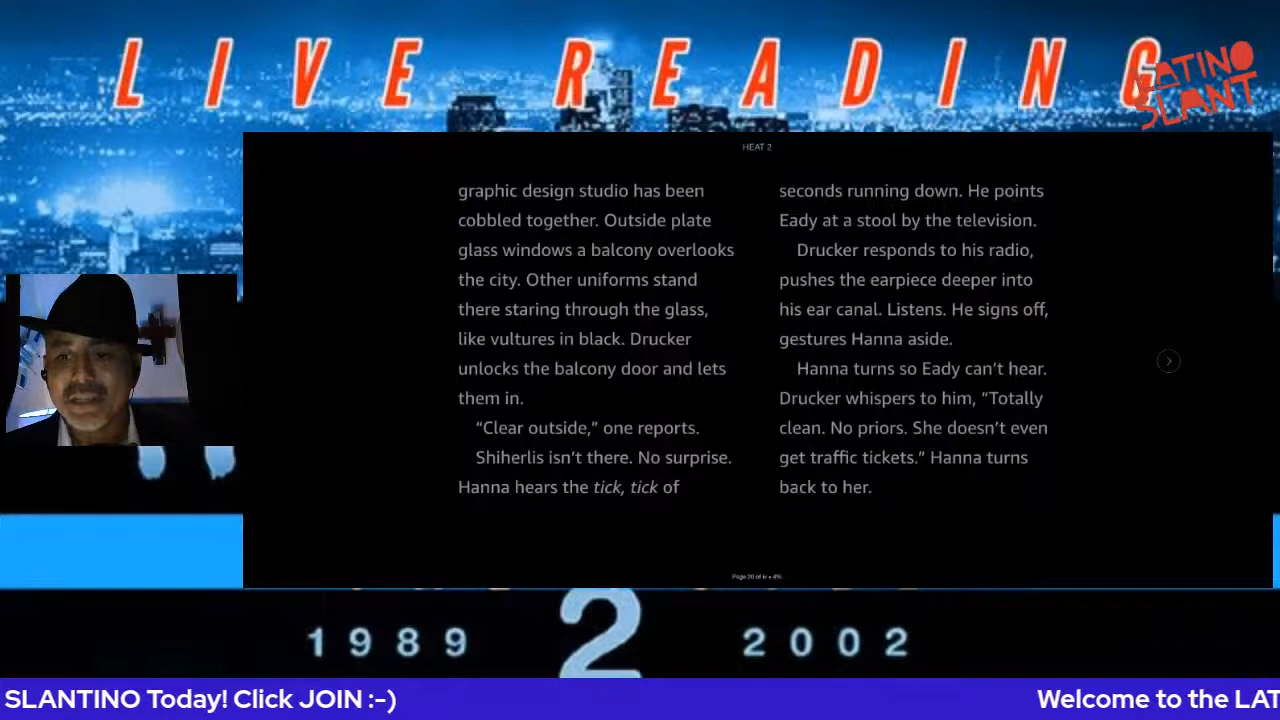 LIVE READING
LATINO
SLANT
HEAT 2
graphic design studio has been
cobbled together. Outside plate
glass windows a balcony overlooks
the city. Other uniforms stand
there staring through the glass,
like vultures in black. Drucker
unlocks the balcony door and lets
them in.
“Clear outside,” one reports.
Shiherlis isn’t there. No surprise.
Hanna hears the tick, tick of
seconds running down. He points
Eady at a stool by the television.
Drucker responds to his radio,
pushes the earpiece deeper into
his ear canal. Listens. He signs off,
gestures Hanna aside.
Hanna turns so Eady can’t hear.
Drucker whispers to him, “Totally
clean. No priors. She doesn’t even
get traffic tickets.” Hanna turns
back to her.
Page 20 of iv • 4%
1989 2 2002
SLANTINO Today! Click JOIN :-) Welcome to the LAT